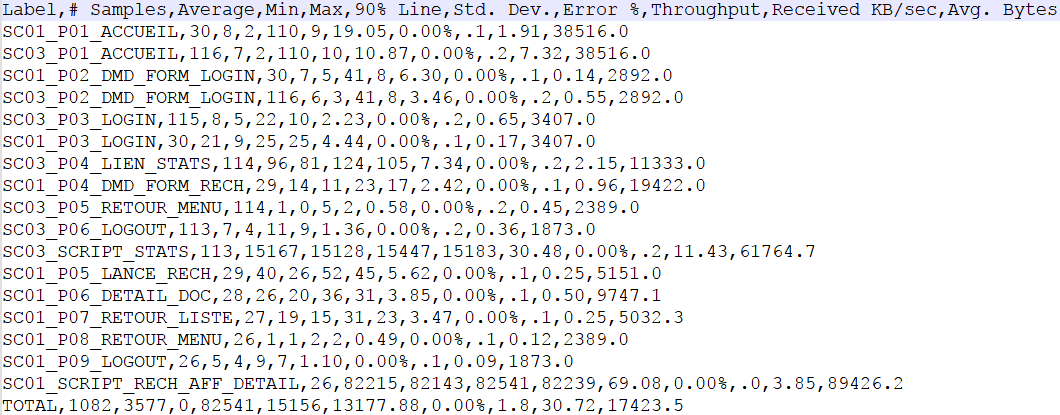 Label,# Samples,Average,Min,Max,90% Line,Std. Dev.,Error %,Throughput,Received KB/sec,Avg. Bytes
SC01_P01_ACCUEIL,30,8,2,110,9,19.05,0.00%,.1,1.91,38516.0
SC03_P01_ACCUEIL,116,7,2,110,10,10.87,0.00%,.2,7.32,38516.0
SC01_P02_DMD_FORM_LOGIN,30,7,5,41,8,6.30,0.00%,.1,0.14,2892.0
SC03_P02_DMD_FORM_LOGIN,116,6,3,41,8,3.46,0.00%,.2,0.55,2892.0
SC03_P03_LOGIN,115,8,5,22,10,2.23,0.00%,.2,0.65,3407.0
SC01_P03_LOGIN,30,21,9,25,25,4.44,0.00%,.1,0.17,3407.0
SC03_P04_LIEN_STATS,114,96,81,124,105,7.34,0.00%,.2,2.15,11333.0
SC01_P04_DMD_FORM_RECH,29,14,11,23,17,2.42,0.00%,.1,0.96,19422.0
SC03_P05_RETOUR_MENU,114,1,0,5,2,0.58,0.00%,.2,0.45,2389.0
SC03_P06_LOGOUT,113,7,4,11,9,1.36,0.00%,.2,0.36,1873.0
SC03_SCRIPT_STATS,113,15167,15128,15447,15183,30.48,0.00%,.2,11.43,61764.7
SC01_P05_LANCE_RECH,29,40,26,52,45,5.62,0.00%,.1,0.25,5151.0
SC01_P06_DETAIL_DOC,28,26,20,36,31,3.85,0.00%,.1,0.50,9747.1
SC01_P07_RETOUR_LISTE,27,19,15,31,23,3.47,0.00%,.1,0.25,5032.3
SC01_P08_RETOUR_MENU,26,1,1,2,2,0.49,0.00%,.1,0.12,2389.0
SC01_P09_LOGOUT,26,5,4,9,7,1.10,0.00%,.1,0.09,1873.0
SC01_SCRIPT_RECH_AFF_DETAIL,26,82215,82143,82541,82239,69.08,0.00%,.0,3.85,89426.2
TOTAL,1082,3577,0,82541,15156,13177.88,0.00%,1.8,30.72,17423.5